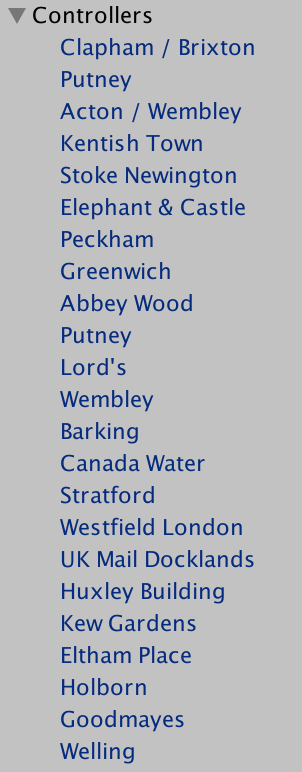 Controllers
Clapham / Brixton
Putney
Acton / Wembley
Kentish Town
Stoke Newington
Elephant & Castle
Peckham
Greenwich
Abbey Wood
Putney
Lord's
Wembley
Barking
Canada Water
Stratford
Westfield London
UK Mail Docklands
Huxley Building
Kew Gardens
Eltham Place
Holborn
Goodmayes
Welling